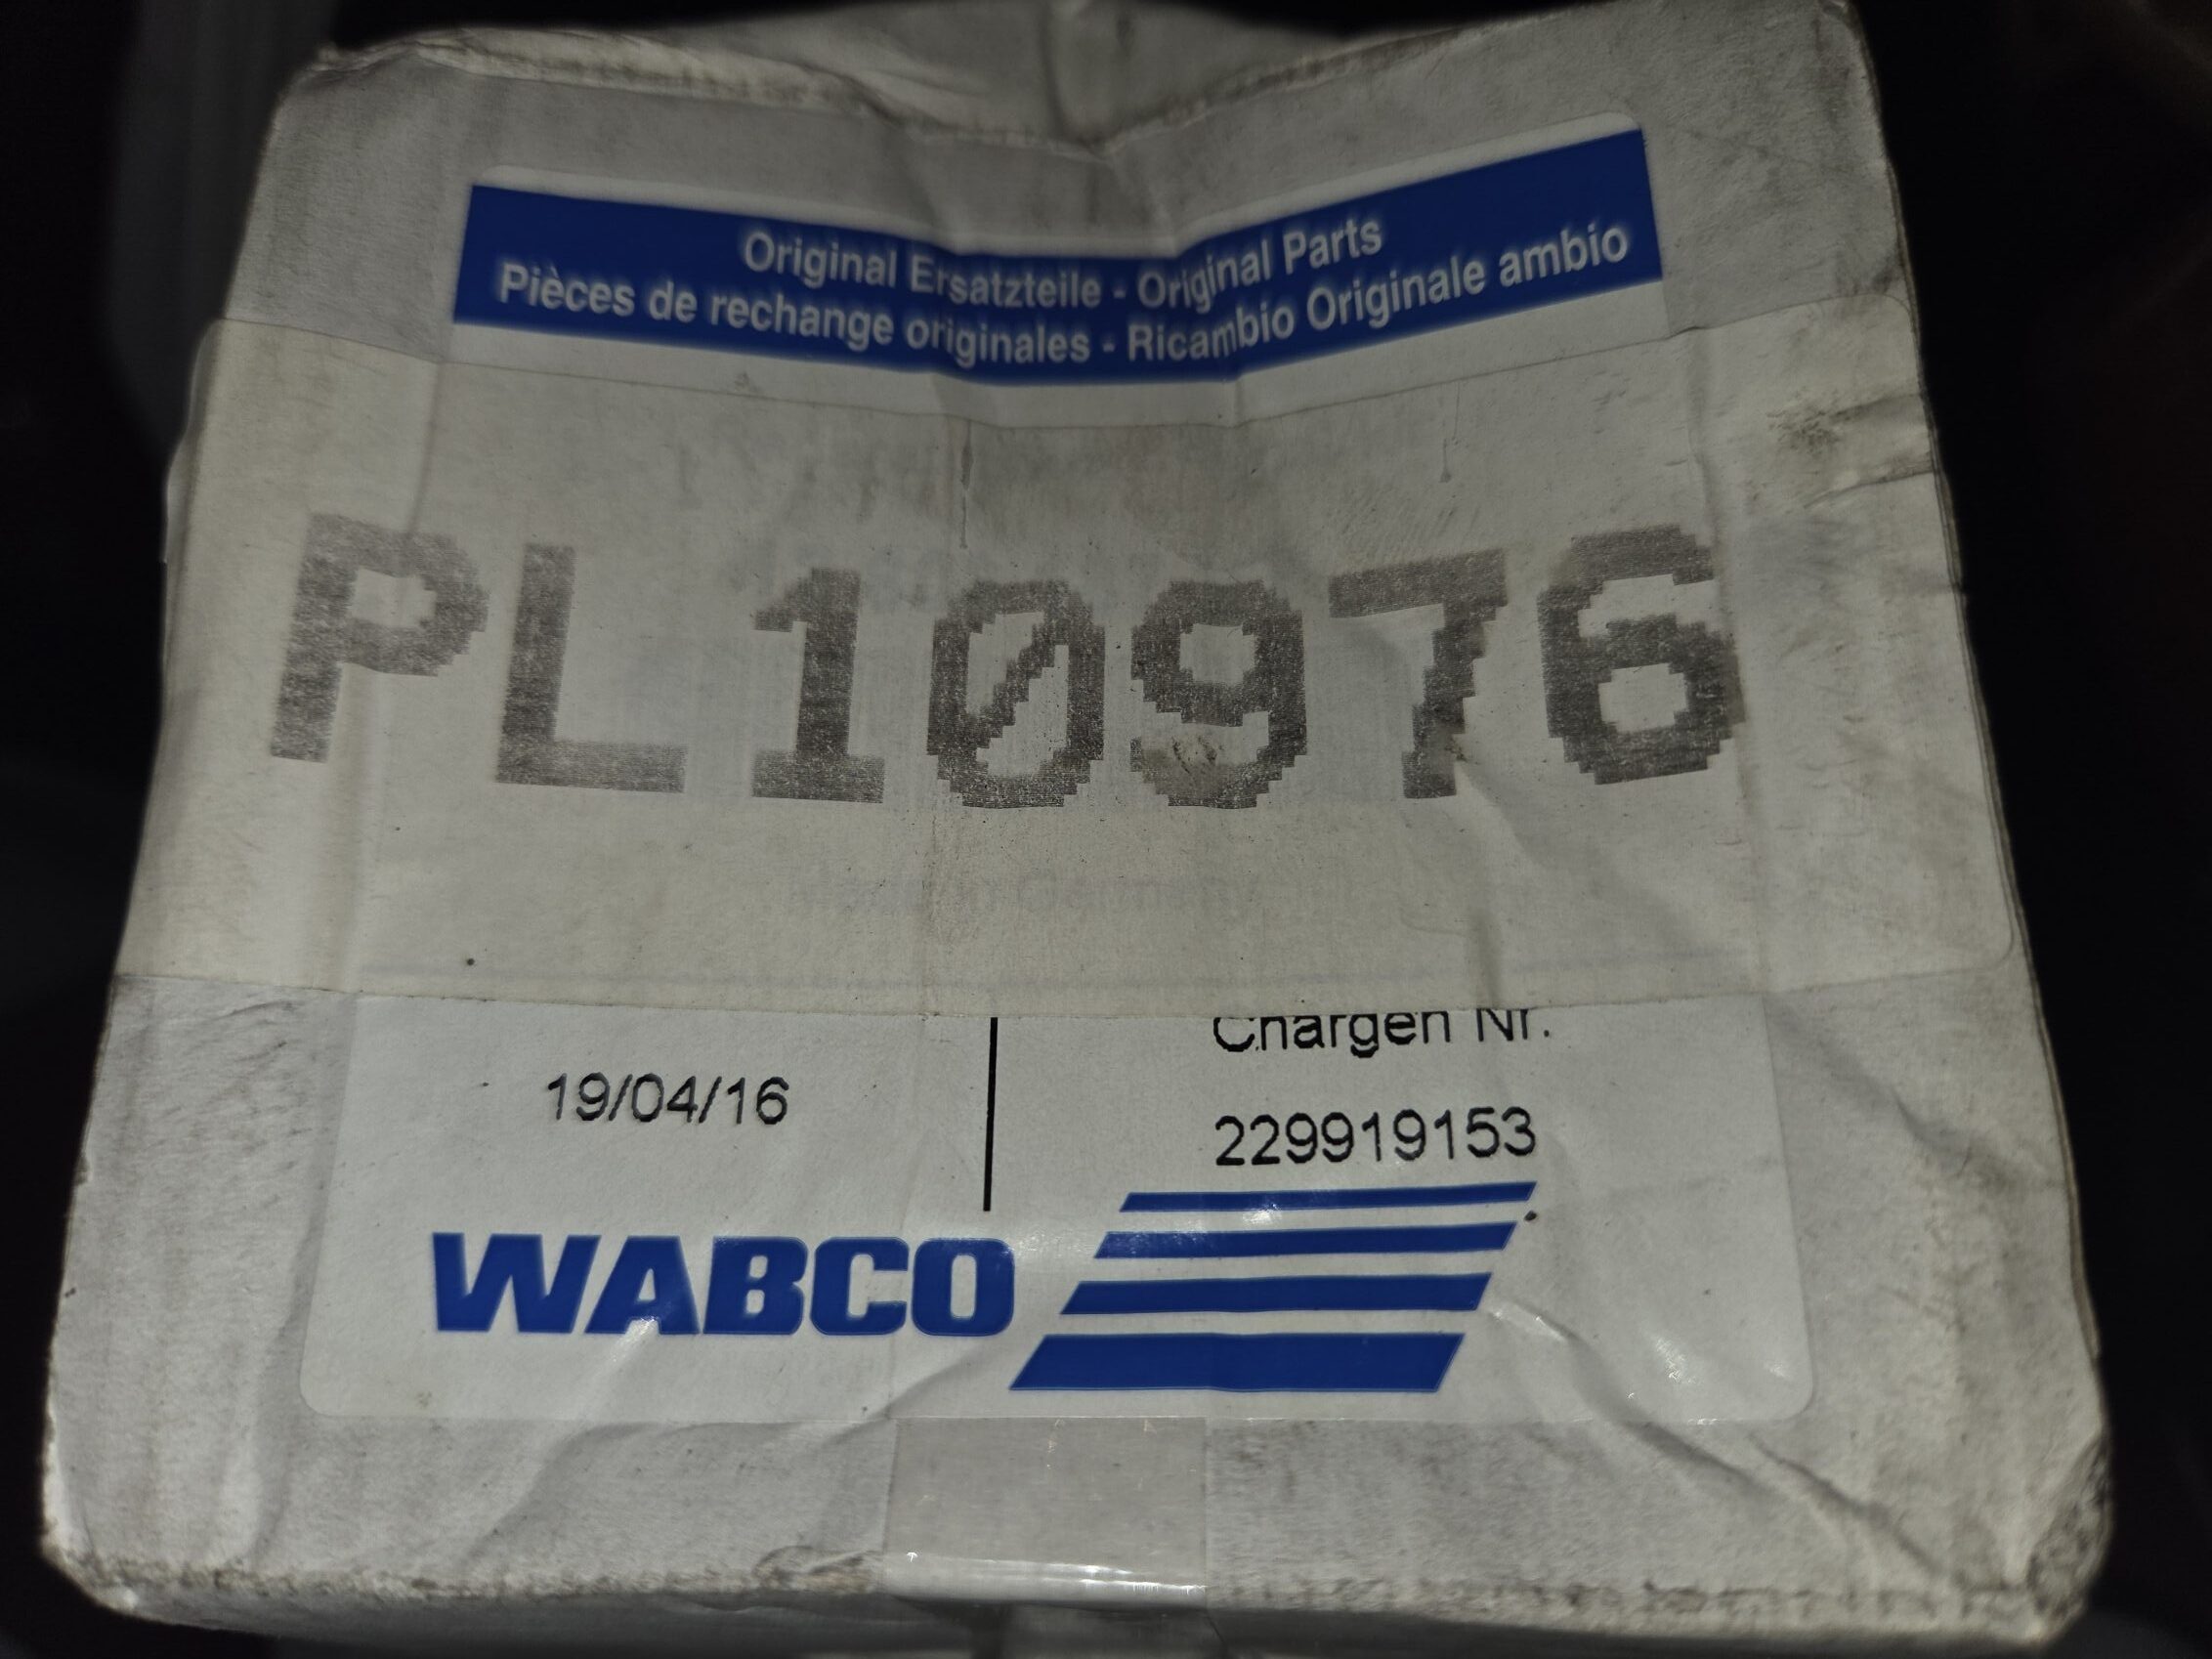 Original Ersatzteile - Original Parts
Pièces de rechange originales - Ricambio Originale ambio
PL10976
Chargen Nr.
19/04/16
229919153
WABCO